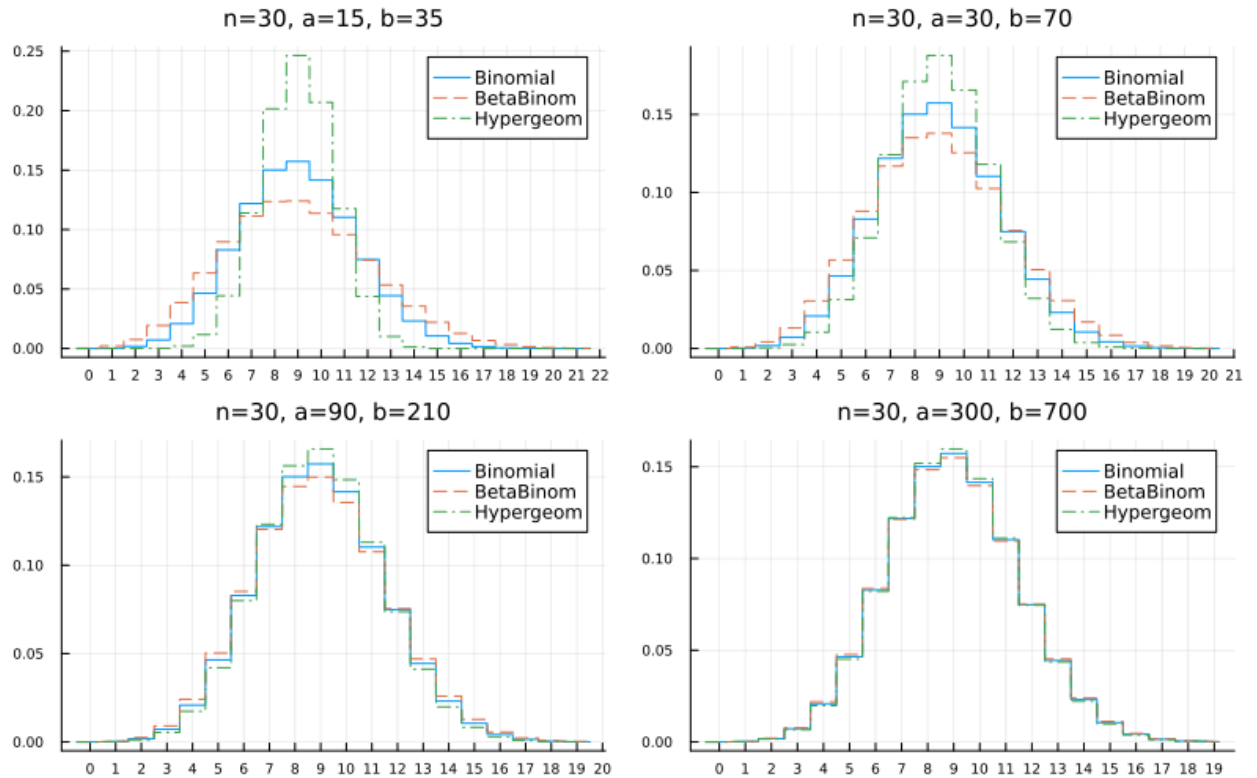 n=30, a=15, b=35
0.25
0.20
0.15
0.10
0.05
0.00
Binomial
BetaBinom
Hypergeom
0 1 2 3 4 5 6 7 8 9 10 11 12 13 14 15 16 17 18 19 20 21 22
n=30, a=30, b=70
0.15
0.10
0.05
0.00
Binomial
BetaBinom
Hypergeom
0 1 2 3 4 5 6 7 8 9 10 11 12 13 14 15 16 17 18 19 20 21
n=30, a=90, b=210
0.15
0.10
0.05
0.00
Binomial
BetaBinom
Hypergeom
0 1 2 3 4 5 6 7 8 9 10 11 12 13 14 15 16 17 18 19 20
n=30, a=300, b=700
0.15
0.10
0.05
0.00
Binomial
BetaBinom
Hypergeom
0 1 2 3 4 5 6 7 8 9 10 11 12 13 14 15 16 17 18 19